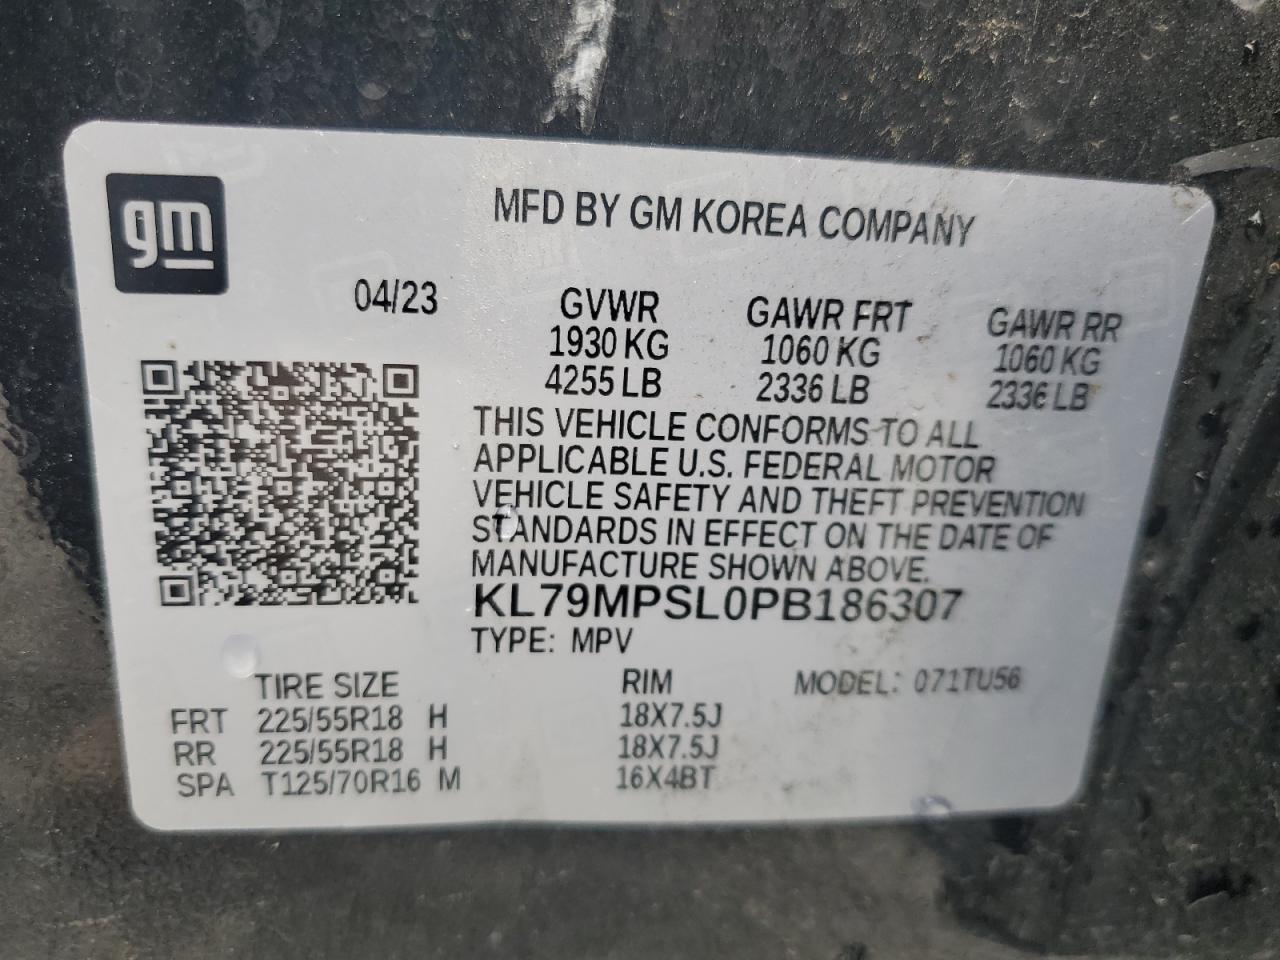 gm
MFD BY GM KOREA COMPANY
04/23
GVWR GAWR FRT GAWR RR
1930 KG 1060 KG 1060 KG
4255 LB 2336 LB 2336 LB
THIS VEHICLE CONFORMS TO ALL
APPLICABLE U.S. FEDERAL MOTOR
VEHICLE SAFETY AND THEFT PREVENTION
STANDARDS IN EFFECT ON THE DATE OF
MANUFACTURE SHOWN ABOVE.
KL79MPSL0PB186307
TYPE: MPV
TIRE SIZE RIM MODEL: 071TU56
FRT 225/55R18 H 18X7.5J
RR 225/55R18 H 18X7.5J
SPA T125/70R16 M 16X4BT